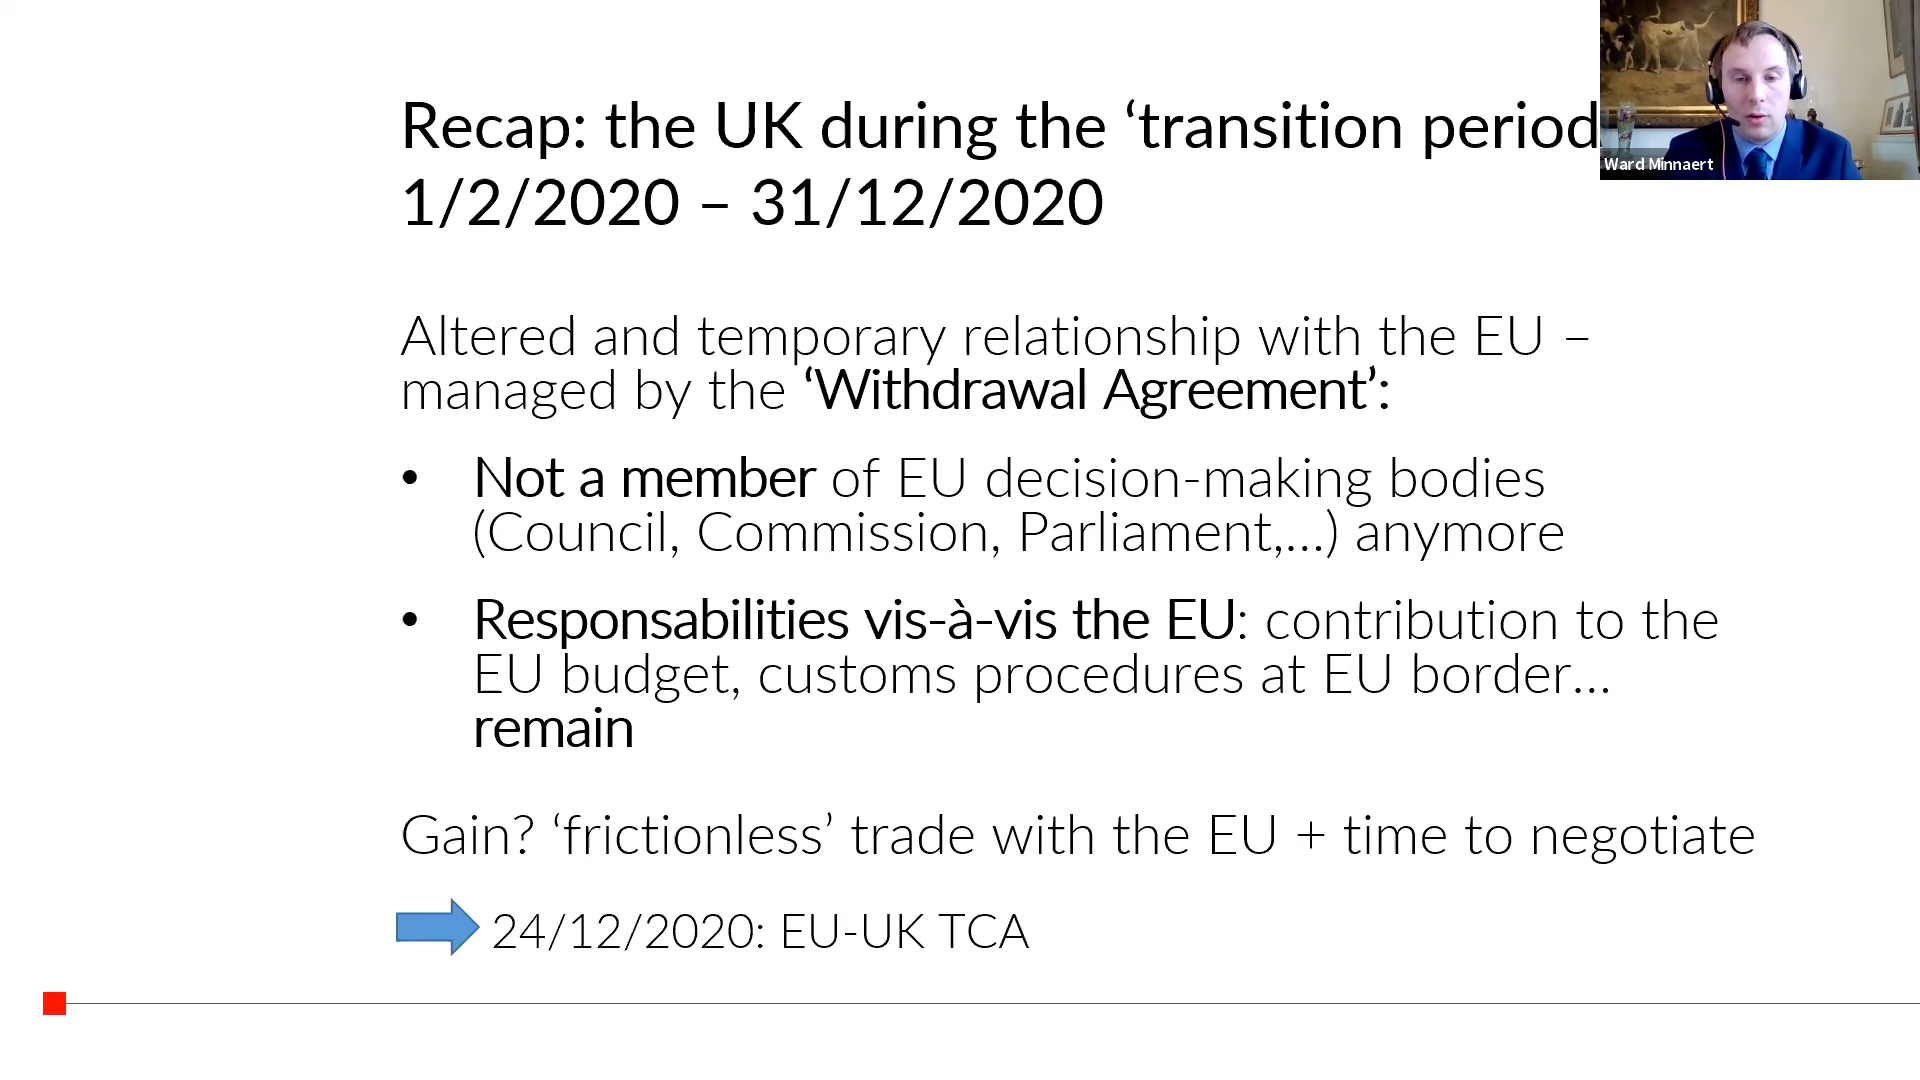 Recap: the UK during the ‘transition period
1/2/2020 – 31/12/2020
Ward Minnaert
Altered and temporary relationship with the EU –
managed by the ‘Withdrawal Agreement’:
• Not a member of EU decision-making bodies
(Council, Commission, Parliament,…) anymore
• Responsabilities vis-à-vis the EU: contribution to the
EU budget, customs procedures at EU border…
remain
Gain? ‘frictionless’ trade with the EU + time to negotiate
24/12/2020: EU-UK TCA